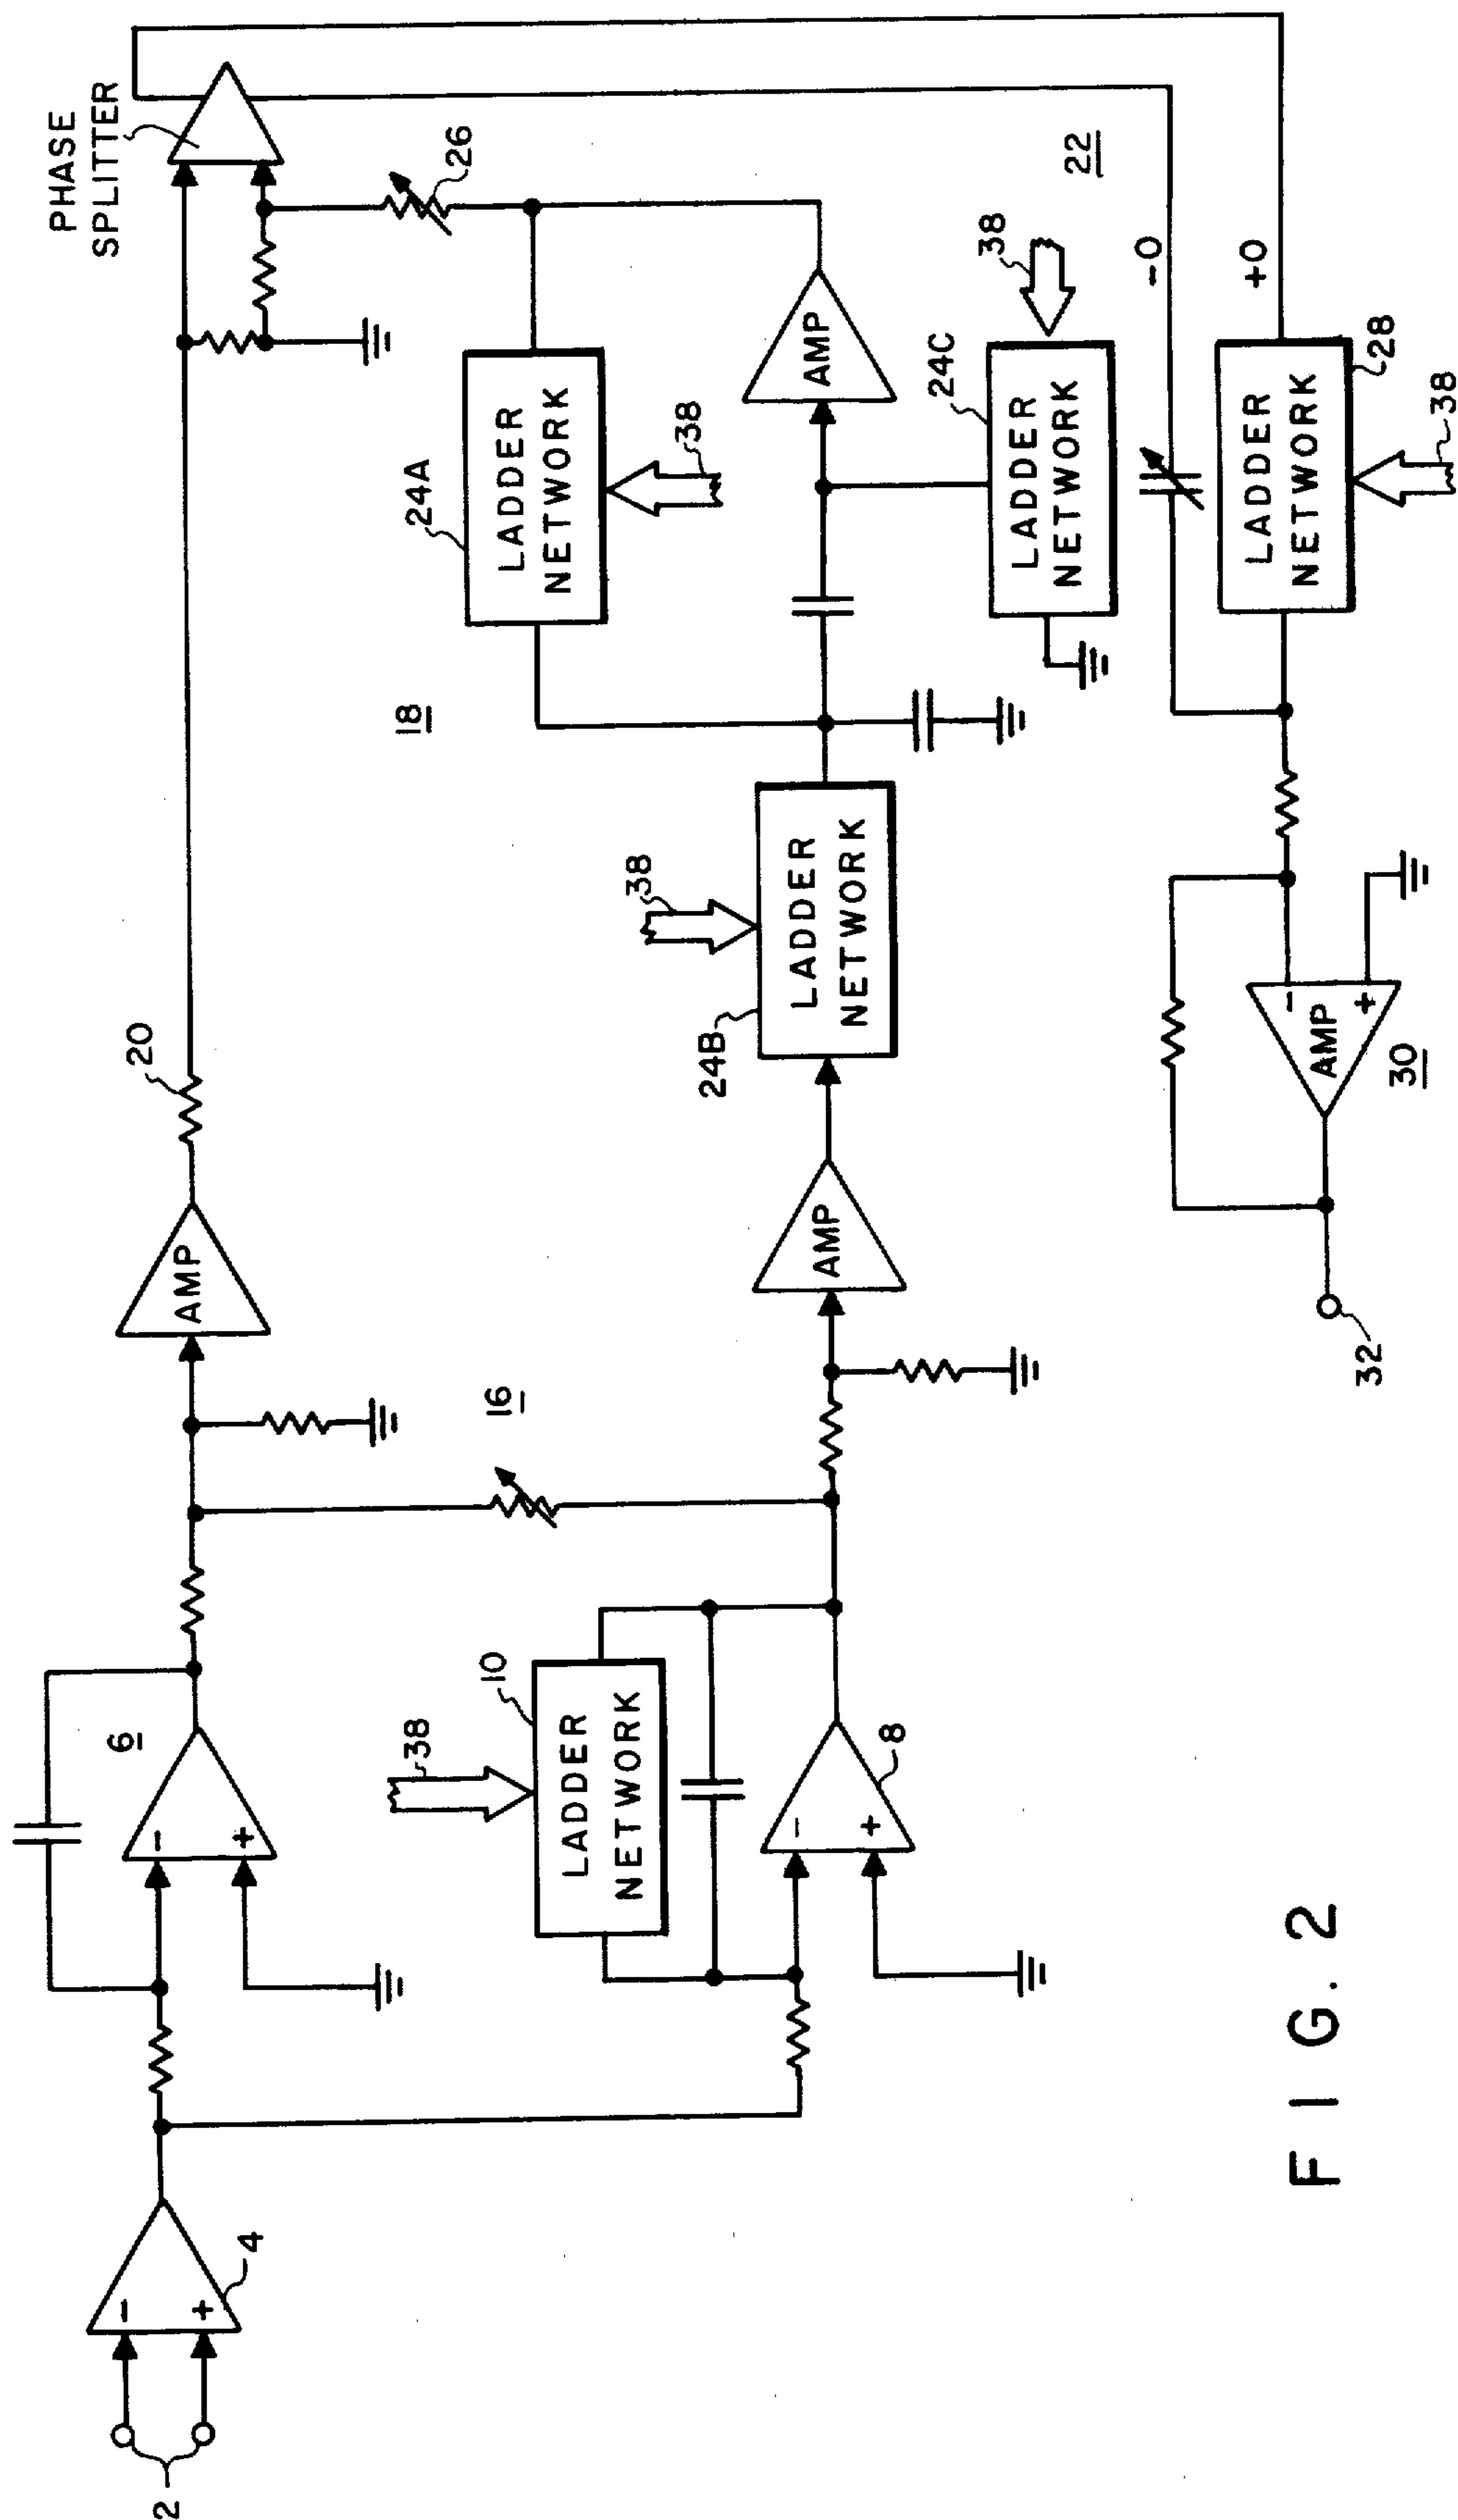 PHASE
SPLITTER
20
26
6
16
18
24A
LADDER
NETWORK
38
10
LADDER
NETWORK
38
-
+
4
2
-
+
8
-
+
AMP
AMP
24B
LADDER
NETWORK
38
AMP
24C
LADDER
NETWORK
38
22
-0
+0
LADDER
NETWORK
28
38
AMP
-
+
30
32
FIG. 2